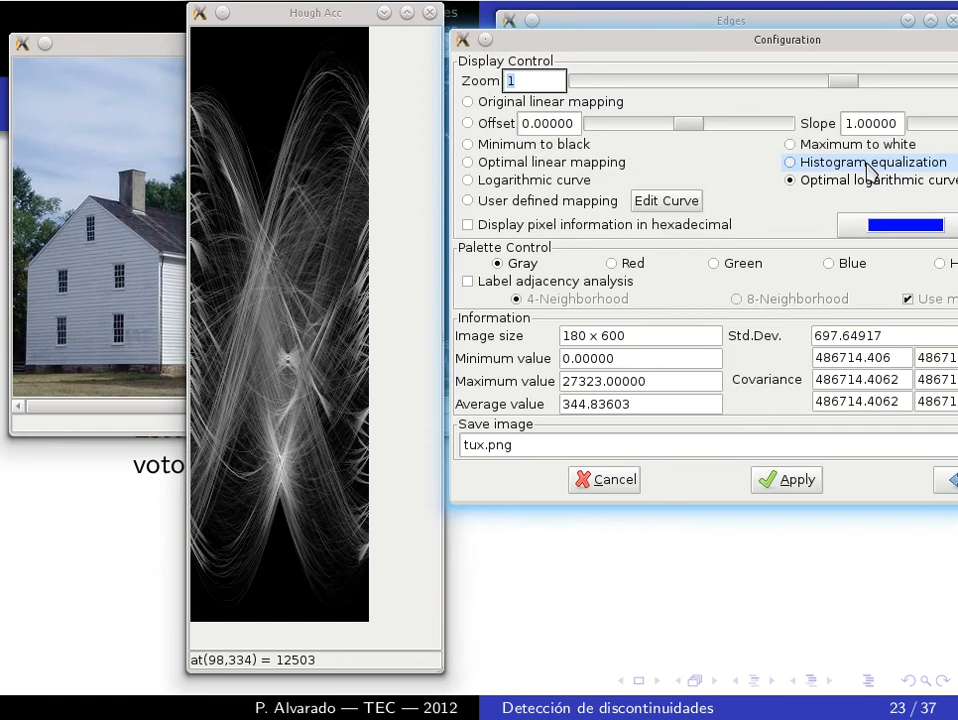 Hough Acc
es
Edges
Configuration
Display Control
Zoom 1
Original linear mapping
Offset 0.00000 Slope 1.00000
Minimum to black Maximum to white
Optimal linear mapping Histogram equalization
Logarithmic curve Optimal logarithmic curve
User defined mapping Edit Curve
Display pixel information in hexadecimal
Palette Control
Gray Red Green Blue H
Label adjacency analysis
4-Neighborhood 8-Neighborhood Use m
Information
Image size 180 x 600 Std.Dev. 697.64917
Minimum value 0.00000 486714.406 48671
Maximum value 27323.00000 Covariance 486714.4062 48671
Average value 344.83603 486714.4062 48671
Save image
tux.png
voto
Cancel Apply
at(98,334) = 12503
P. Alvarado — TEC — 2012 Detección de discontinuidades 23 / 37